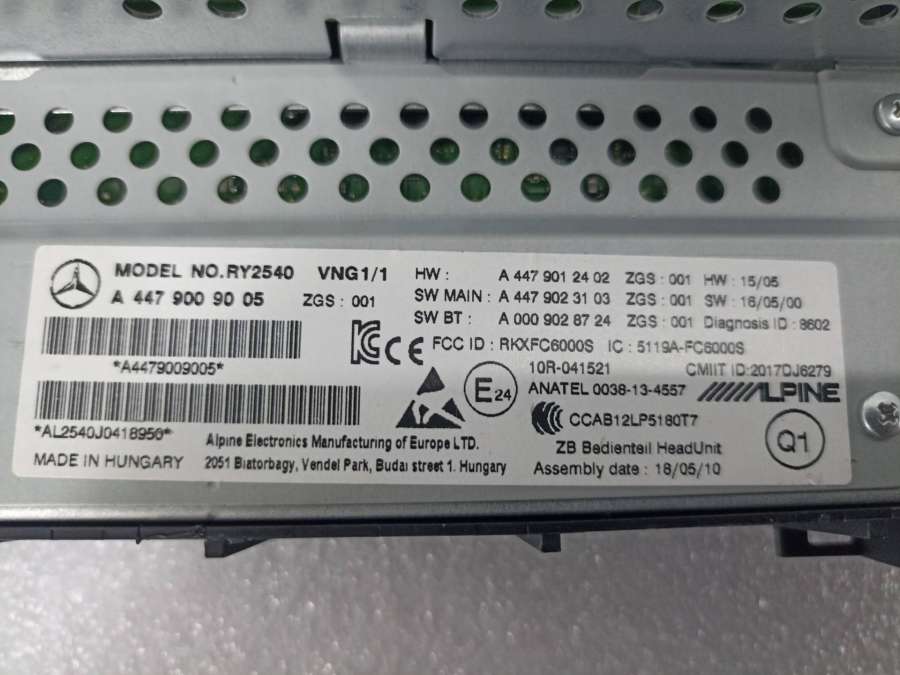 MODEL NO.RY2540 VNG1/1
A 447 900 90 05 ZGS : 001
HW : A 447 901 24 02 ZGS : 001 HW : 15/05
SW MAIN : A 447 902 31 03 ZGS : 001 SW : 16/05/00
SW BT : A 000 902 87 24 ZGS : 001 Diagnosis ID : 8602
*A4479009005*
FCC ID : RKXFC6000S IC : 5119A-FC6000S
10R-041521 CMIIT ID:2017DJ6279
E24
ANATEL 0038-13-4557 ALPINE
CCAB12LP5180T7
*AL2540J0418950*
Alpine Electronics Manufacturing of Europe LTD.
ZB Bedienteil HeadUnit
Q1
MADE IN HUNGARY
2051 Biatorbagy, Vendel Park, Budai street 1. Hungary
Assembly date : 18/05/10